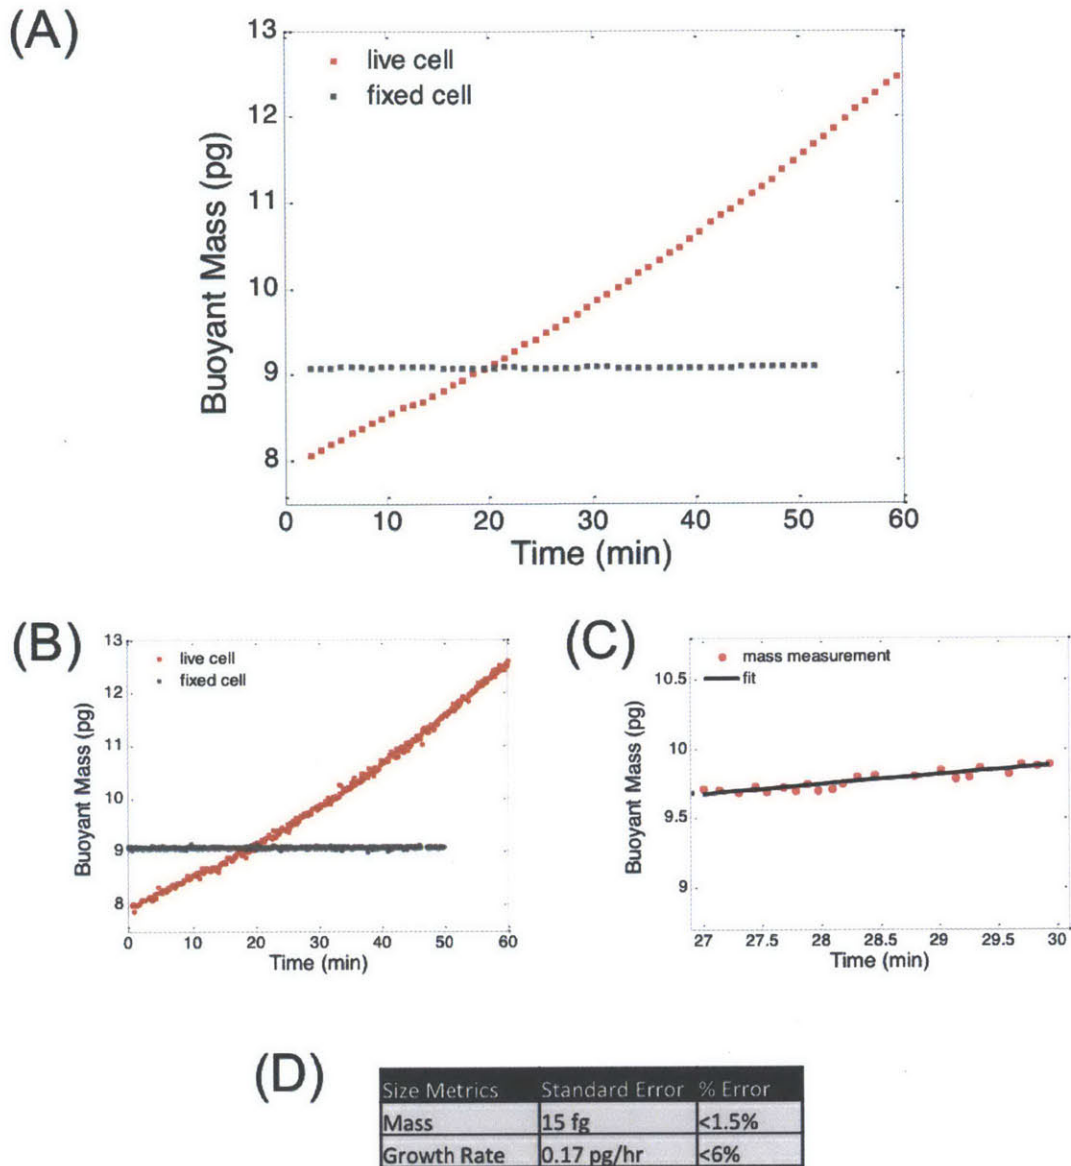 (A)
live cell
fixed cell
13
12
11
10
9
8
Buoyant Mass (pg)
0 10 20 30 40 50 60
Time (min)
(B)
live cell
fixed cell
13
12
11
10
9
8
Buoyant Mass (pg)
0 10 20 30 40 50 60
Time (min)
(C)
mass measurement
fit
10.5
10
9.5
9
Buoyant Mass (pg)
27 27.5 28 28.5 29 29.5 30
Time (min)
(D)
Size Metrics Standard Error % Error
Mass 15 fg <1.5%
Growth Rate 0.17 pg/hr <6%